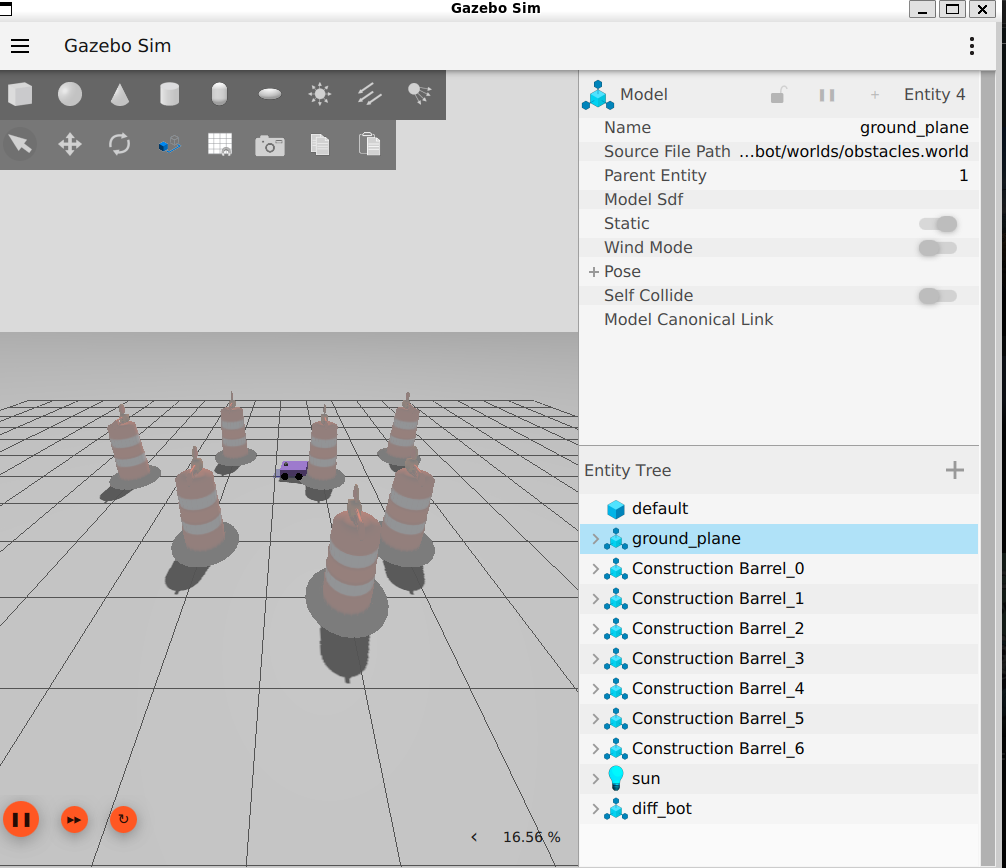 Gazebo Sim
Gazebo Sim
Model Entity 4
Name ground_plane
Source File Path ...bot/worlds/obstacles.world
Parent Entity 1
Model Sdf
Static
Wind Mode
+ Pose
Self Collide
Model Canonical Link
Entity Tree
default
ground_plane
Construction Barrel_0
Construction Barrel_1
Construction Barrel_2
Construction Barrel_3
Construction Barrel_4
Construction Barrel_5
Construction Barrel_6
sun
diff_bot
16.56 %